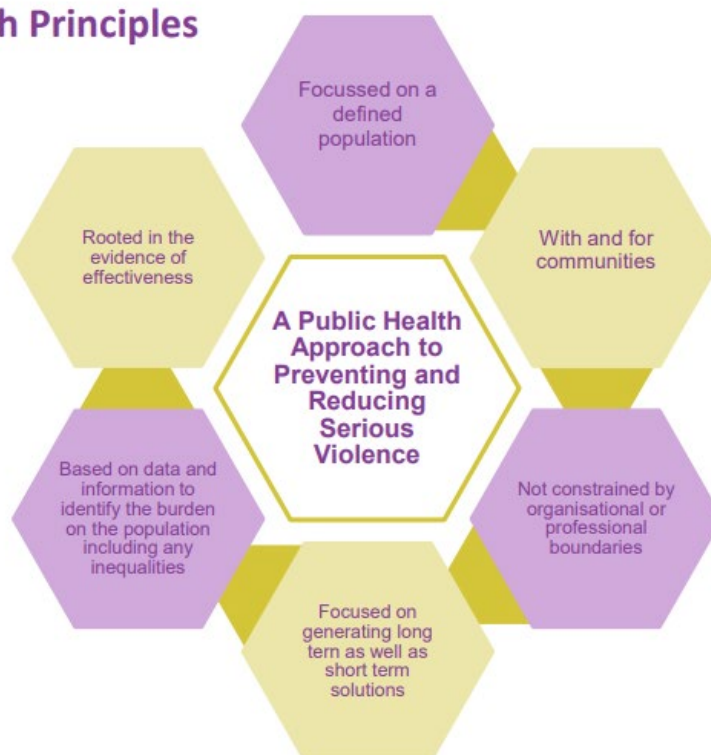 h Principles
Focussed on a
defined
population
With and for
communities
Not constrained by
organisational or
professional
boundaries
Focused on
generating long
tern as well as
short term
solutions
Based on data and
information to
identify the burden
on the population
including any
inequalities
Rooted in the
evidence of
effectiveness
A Public Health
Approach to
Preventing and
Reducing
Serious
Violence